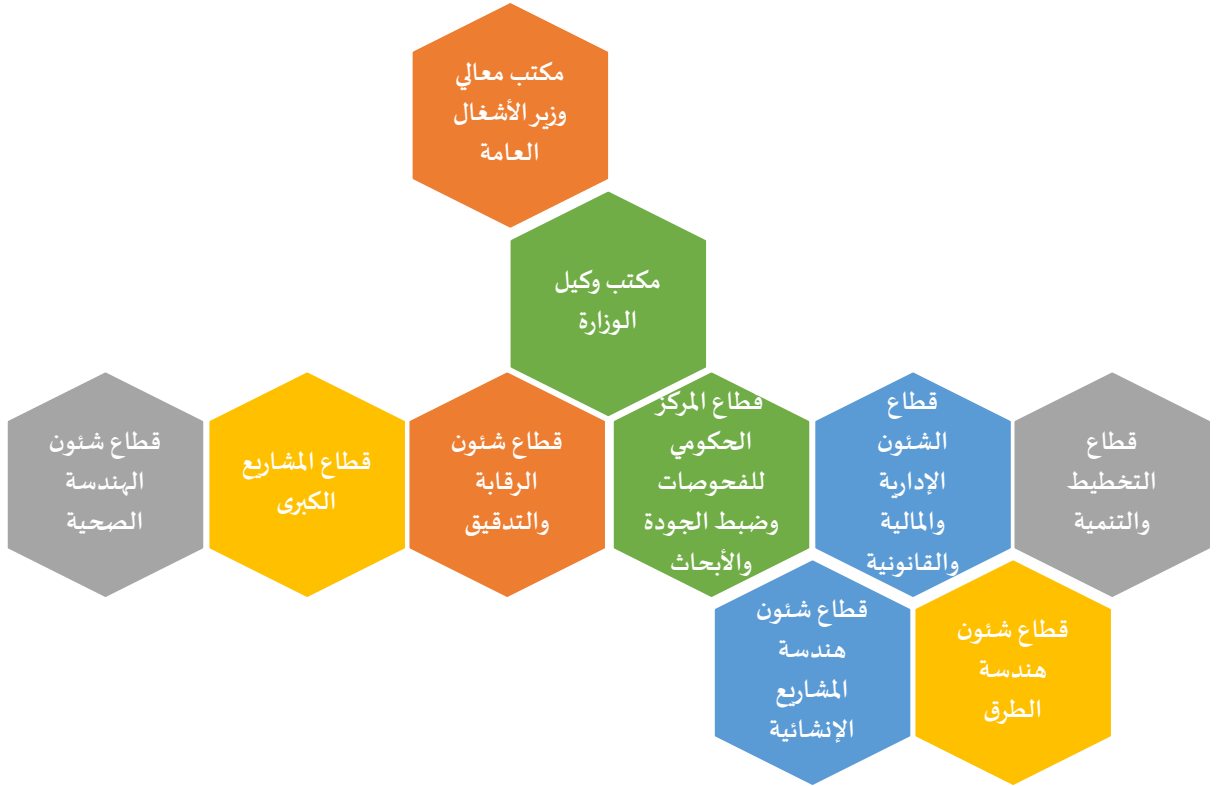 مكتب معالي
وزير الأشغال
العامة
مكتب وكيل
الوزارة
قطاع
التخطيط
والتنمية
قطاع
الشئون
الإدارية
والمالية
والقانونية
قطاع المركز
الحكومي
للفحوصات
وضبط الجودة
والأبحاث
قطاع شئون
الرقابة
والتدقيق
قطاع المشاريع
الكبرى
قطاع شئون
الهندسة
الصحية
قطاع شئون
هندسة
الطرق
قطاع شئون
هندسة
المشاريع
الإنشائية